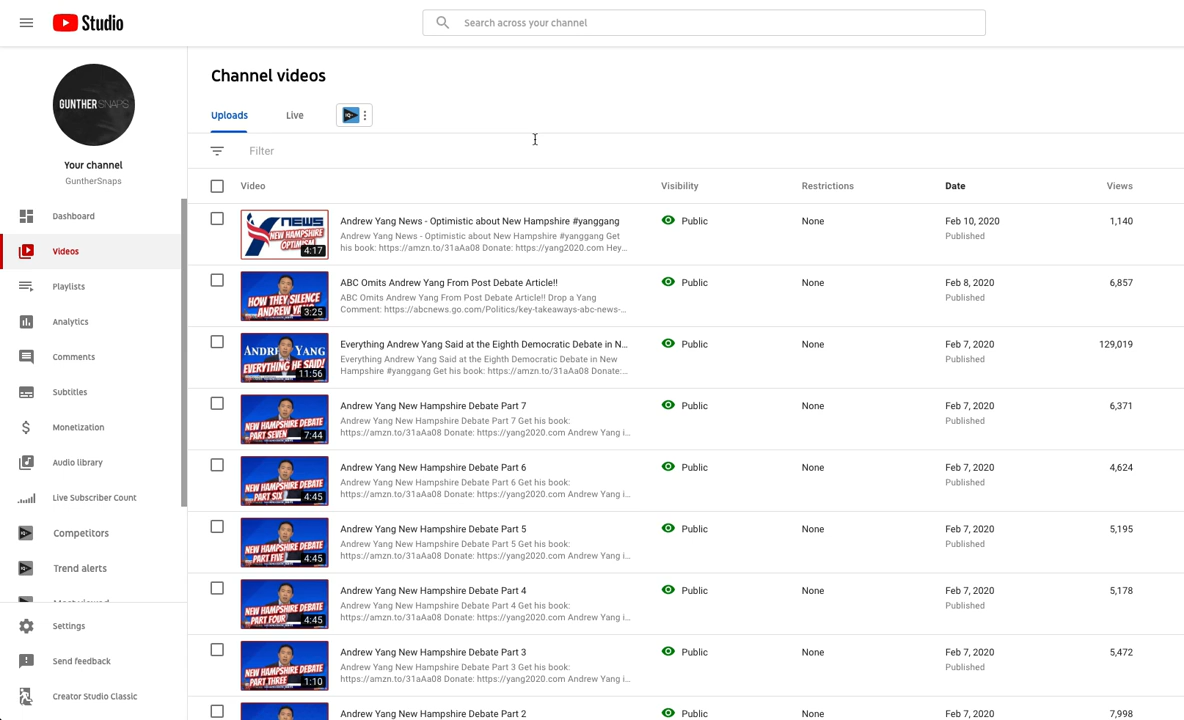 Studio
Search across your channel
GUNTHERSNAPS
Your channel
GuntherSnaps
Dashboard
Videos
Playlists
Analytics
Comments
Subtitles
Monetization
Audio library
Live Subscriber Count
Competitors
Trend alerts
Settings
Send feedback
Creator Studio Classic
Channel videos
Uploads
Live
Filter
Video Visibility Restrictions Date Views
NEWS
NEW HAMPSHIRE
OPTIMISM
4:17
Andrew Yang News - Optimistic about New Hampshire #yanggang
Andrew Yang News - Optimistic about New Hampshire #yanggang Get
his book: https://amzn.to/31aAa08 Donate: https://yang2020.com Hey...
Public None Feb 10, 2020 1,140
Published
HOW THEY SILENCE
ANDREW YANG
3:25
ABC Omits Andrew Yang From Post Debate Article!!
ABC Omits Andrew Yang From Post Debate Article!! Drop a Yang
Comment: https://abcnews.go.com/Politics/key-takeaways-abc-news-...
Public None Feb 8, 2020 6,857
Published
ANDREW YANG
EVERYTHING HE SAID!
11:56
Everything Andrew Yang Said at the Eighth Democratic Debate in N...
Everything Andrew Yang Said at the Eighth Democratic Debate in New
Hampshire #yanggang Get his book: https://amzn.to/31aAa08 Donate:...
Public None Feb 7, 2020 129,019
Published
NEW HAMPSHIRE DEBATE
PART SEVEN
7:44
Andrew Yang New Hampshire Debate Part 7
Andrew Yang New Hampshire Debate Part 7 Get his book:
https://amzn.to/31aAa08 Donate: https://yang2020.com Andrew Yang i...
Public None Feb 7, 2020 6,371
Published
NEW HAMPSHIRE DEBATE
PART SIX
4:45
Andrew Yang New Hampshire Debate Part 6
Andrew Yang New Hampshire Debate Part 6 Get his book:
https://amzn.to/31aAa08 Donate: https://yang2020.com Andrew Yang i...
Public None Feb 7, 2020 4,624
Published
NEW HAMPSHIRE DEBATE
PART FIVE
4:45
Andrew Yang New Hampshire Debate Part 5
Andrew Yang New Hampshire Debate Part 5 Get his book:
https://amzn.to/31aAa08 Donate: https://yang2020.com Andrew Yang i...
Public None Feb 7, 2020 5,195
Published
NEW HAMPSHIRE DEBATE
PART FOUR
4:45
Andrew Yang New Hampshire Debate Part 4
Andrew Yang New Hampshire Debate Part 4 Get his book:
https://amzn.to/31aAa08 Donate: https://yang2020.com Andrew Yang i...
Public None Feb 7, 2020 5,178
Published
NEW HAMPSHIRE DEBATE
PART THREE
1:10
Andrew Yang New Hampshire Debate Part 3
Andrew Yang New Hampshire Debate Part 3 Get his book:
https://amzn.to/31aAa08 Donate: https://yang2020.com Andrew Yang i...
Public None Feb 7, 2020 5,472
Published
Andrew Yang New Hampshire Debate Part 2
Public None Feb 7, 2020 7,998